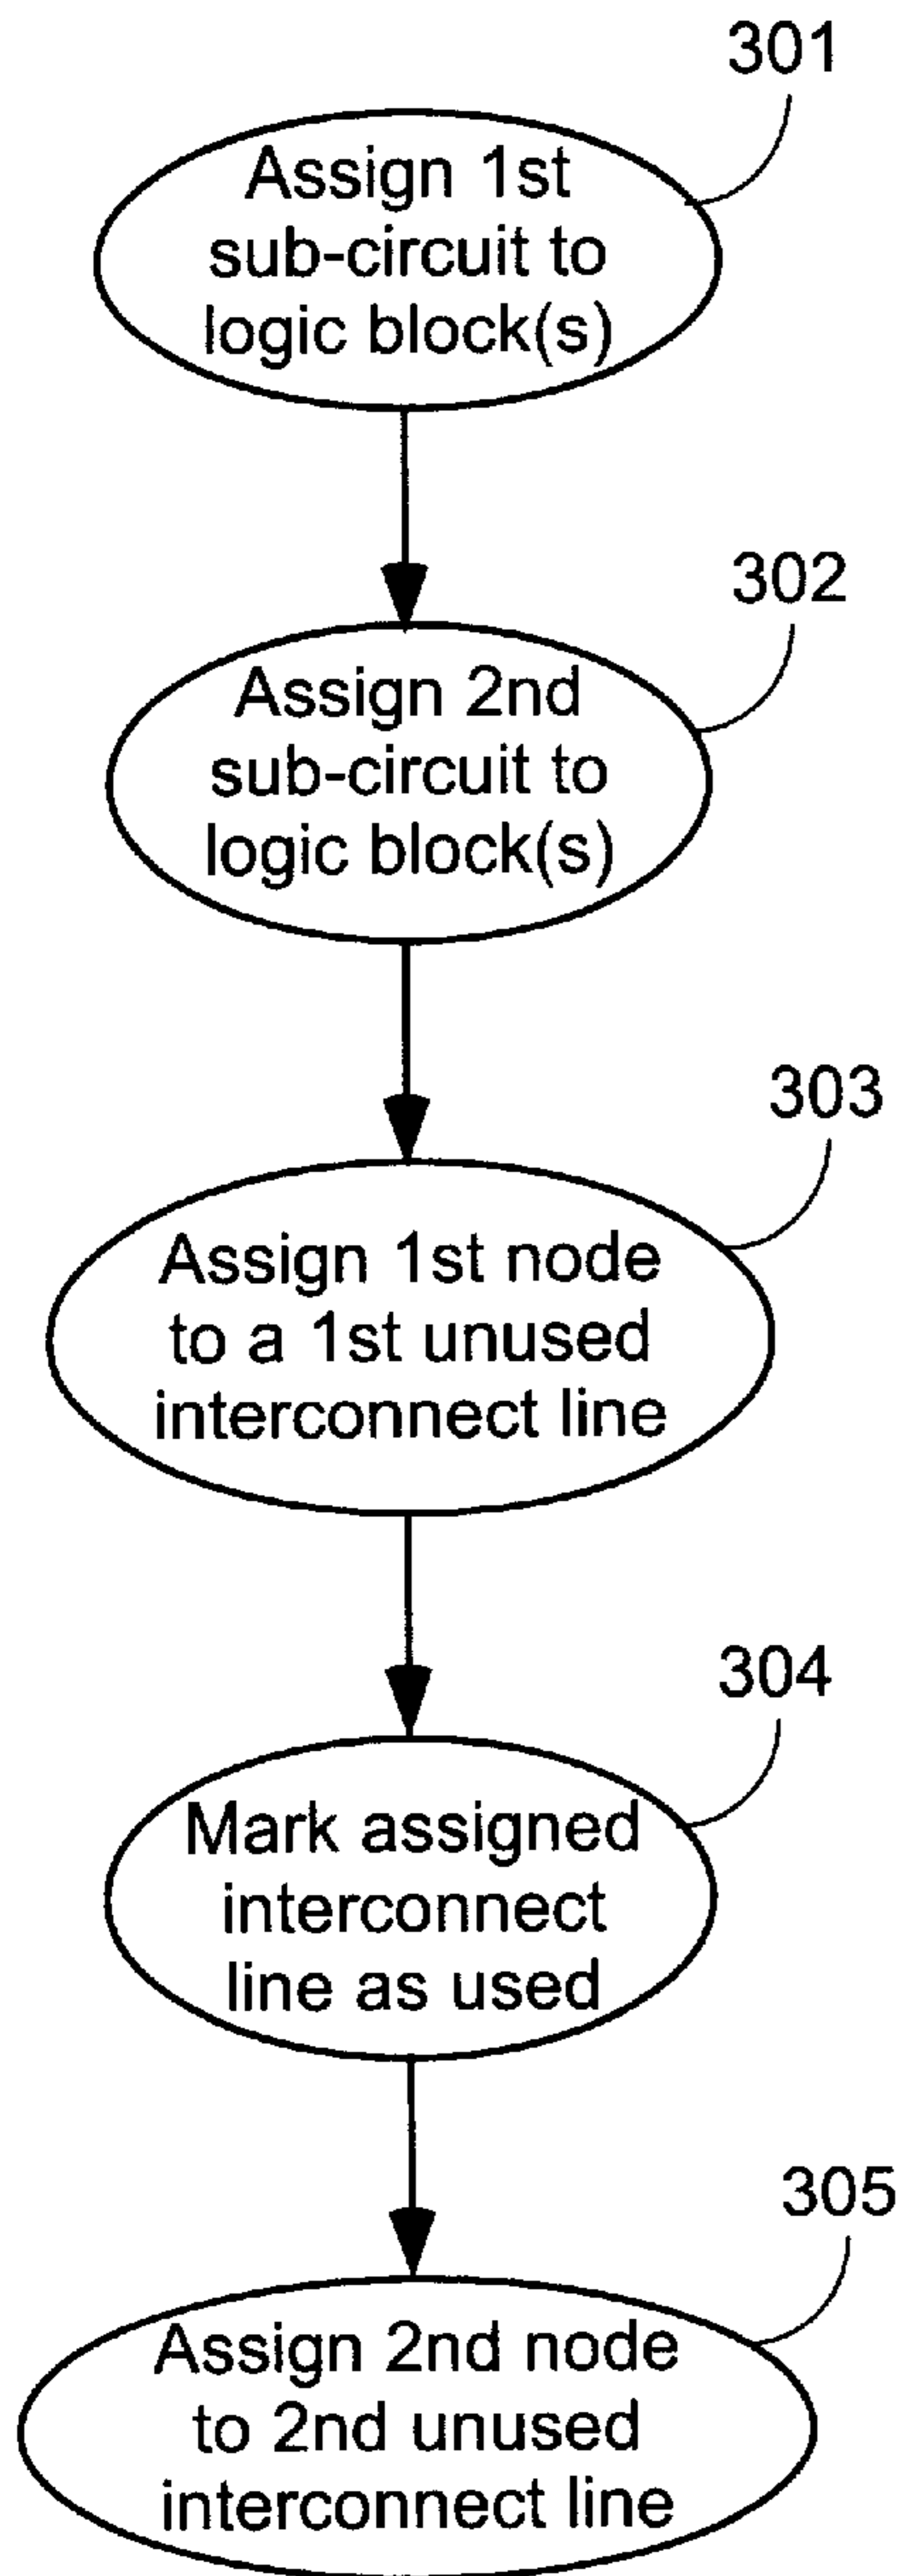 301
Assign 1st
sub-circuit to
logic block(s)
302
Assign 2nd
sub-circuit to
logic block(s)
303
Assign 1st node
to a 1st unused
interconnect line
304
Mark assigned
interconnect
line as used
305
Assign 2nd node
to 2nd unused
interconnect line